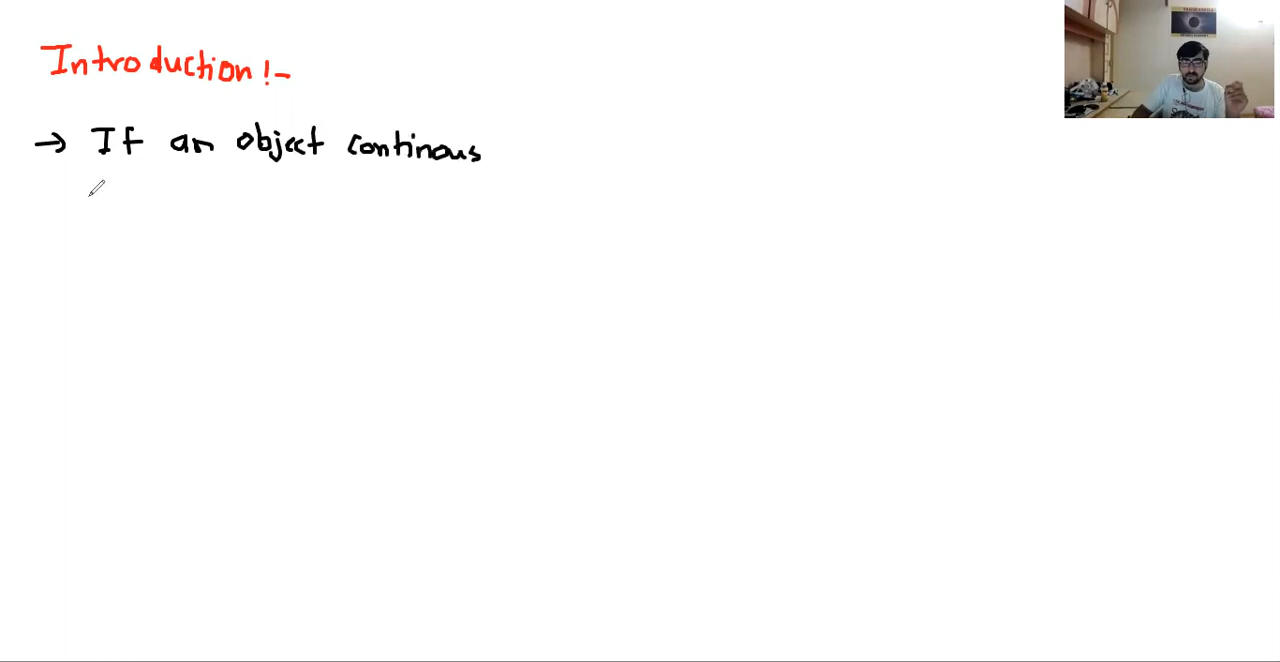 Introduction!-
→ If an object continous